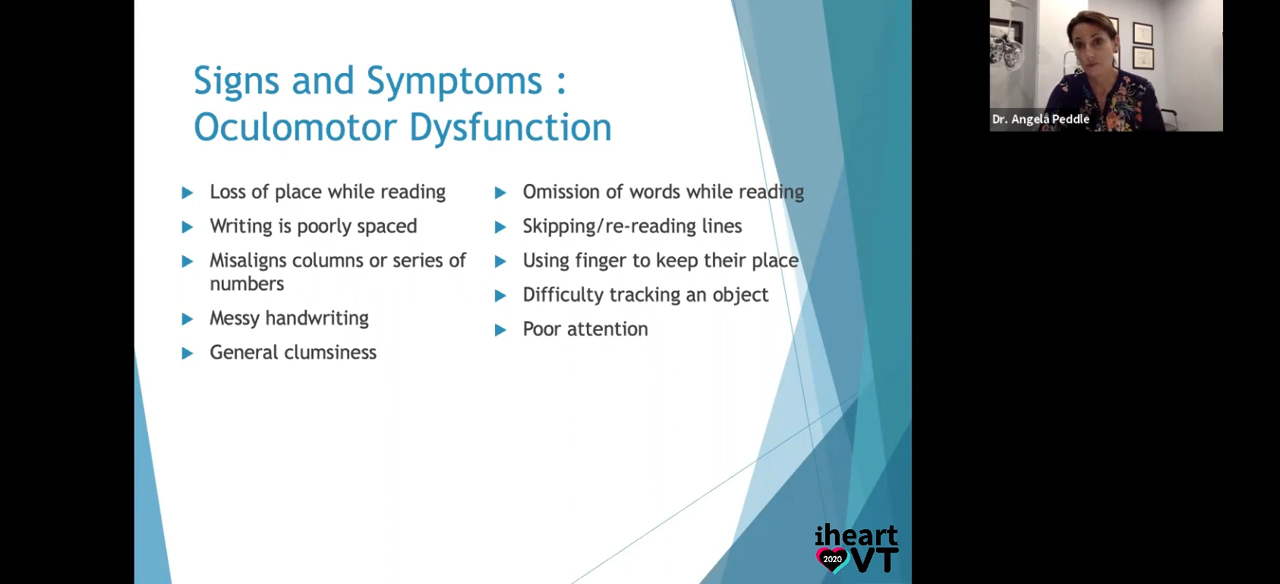 Signs and Symptoms :
Oculomotor Dysfunction
Loss of place while reading
Writing is poorly spaced
Misaligns columns or series of
numbers
Messy handwriting
General clumsiness
Omission of words while reading
Skipping/re-reading lines
Using finger to keep their place
Difficulty tracking an object
Poor attention
Dr. Angela Peddle
iheart
2020 VT